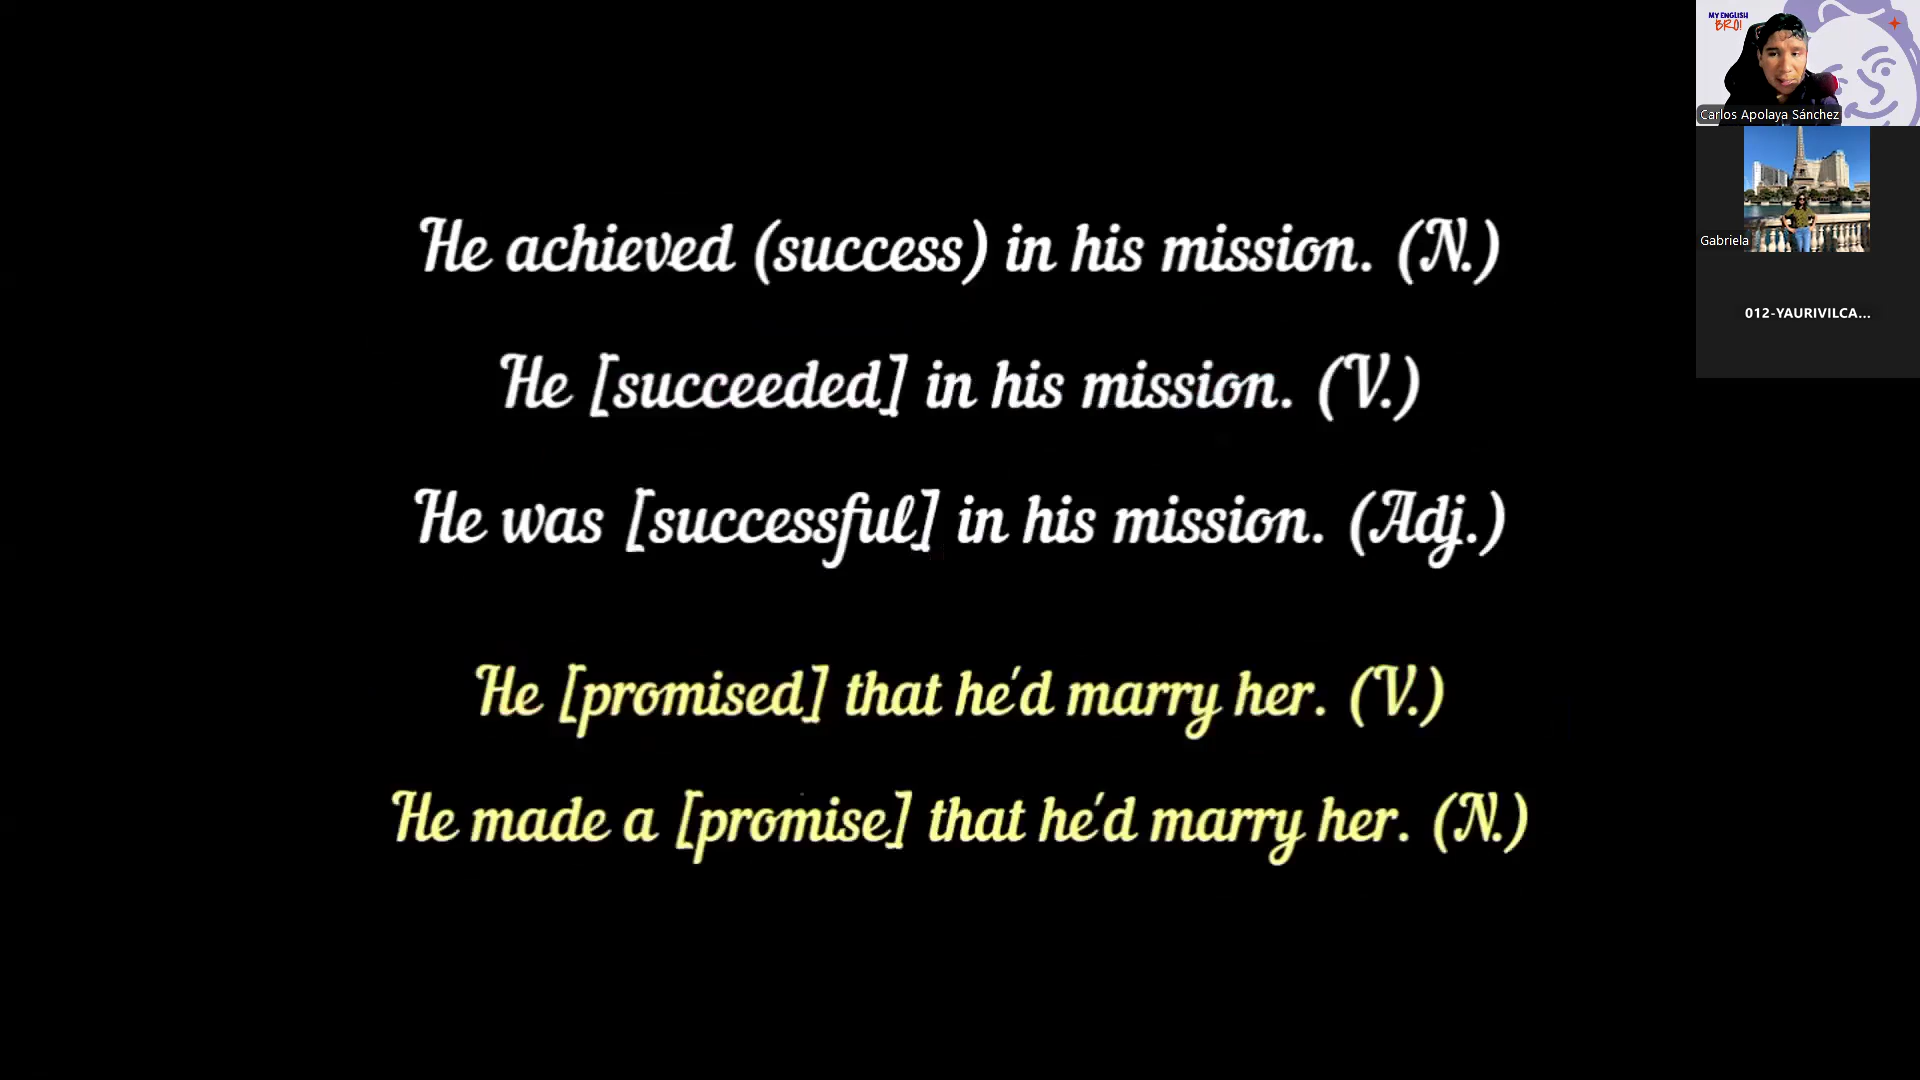 He achieved (success) in his mission. (N.)
He [succeeded] in his mission. (V.)
He was [successful] in his mission. (Adj.)
He [promised] that he'd marry her. (V.)
He made a [promise] that he'd marry her. (N.)
MY ENGLISH
BRO!
Carlos Apolaya Sánchez
Gabriela
012-YAURIVILCA...